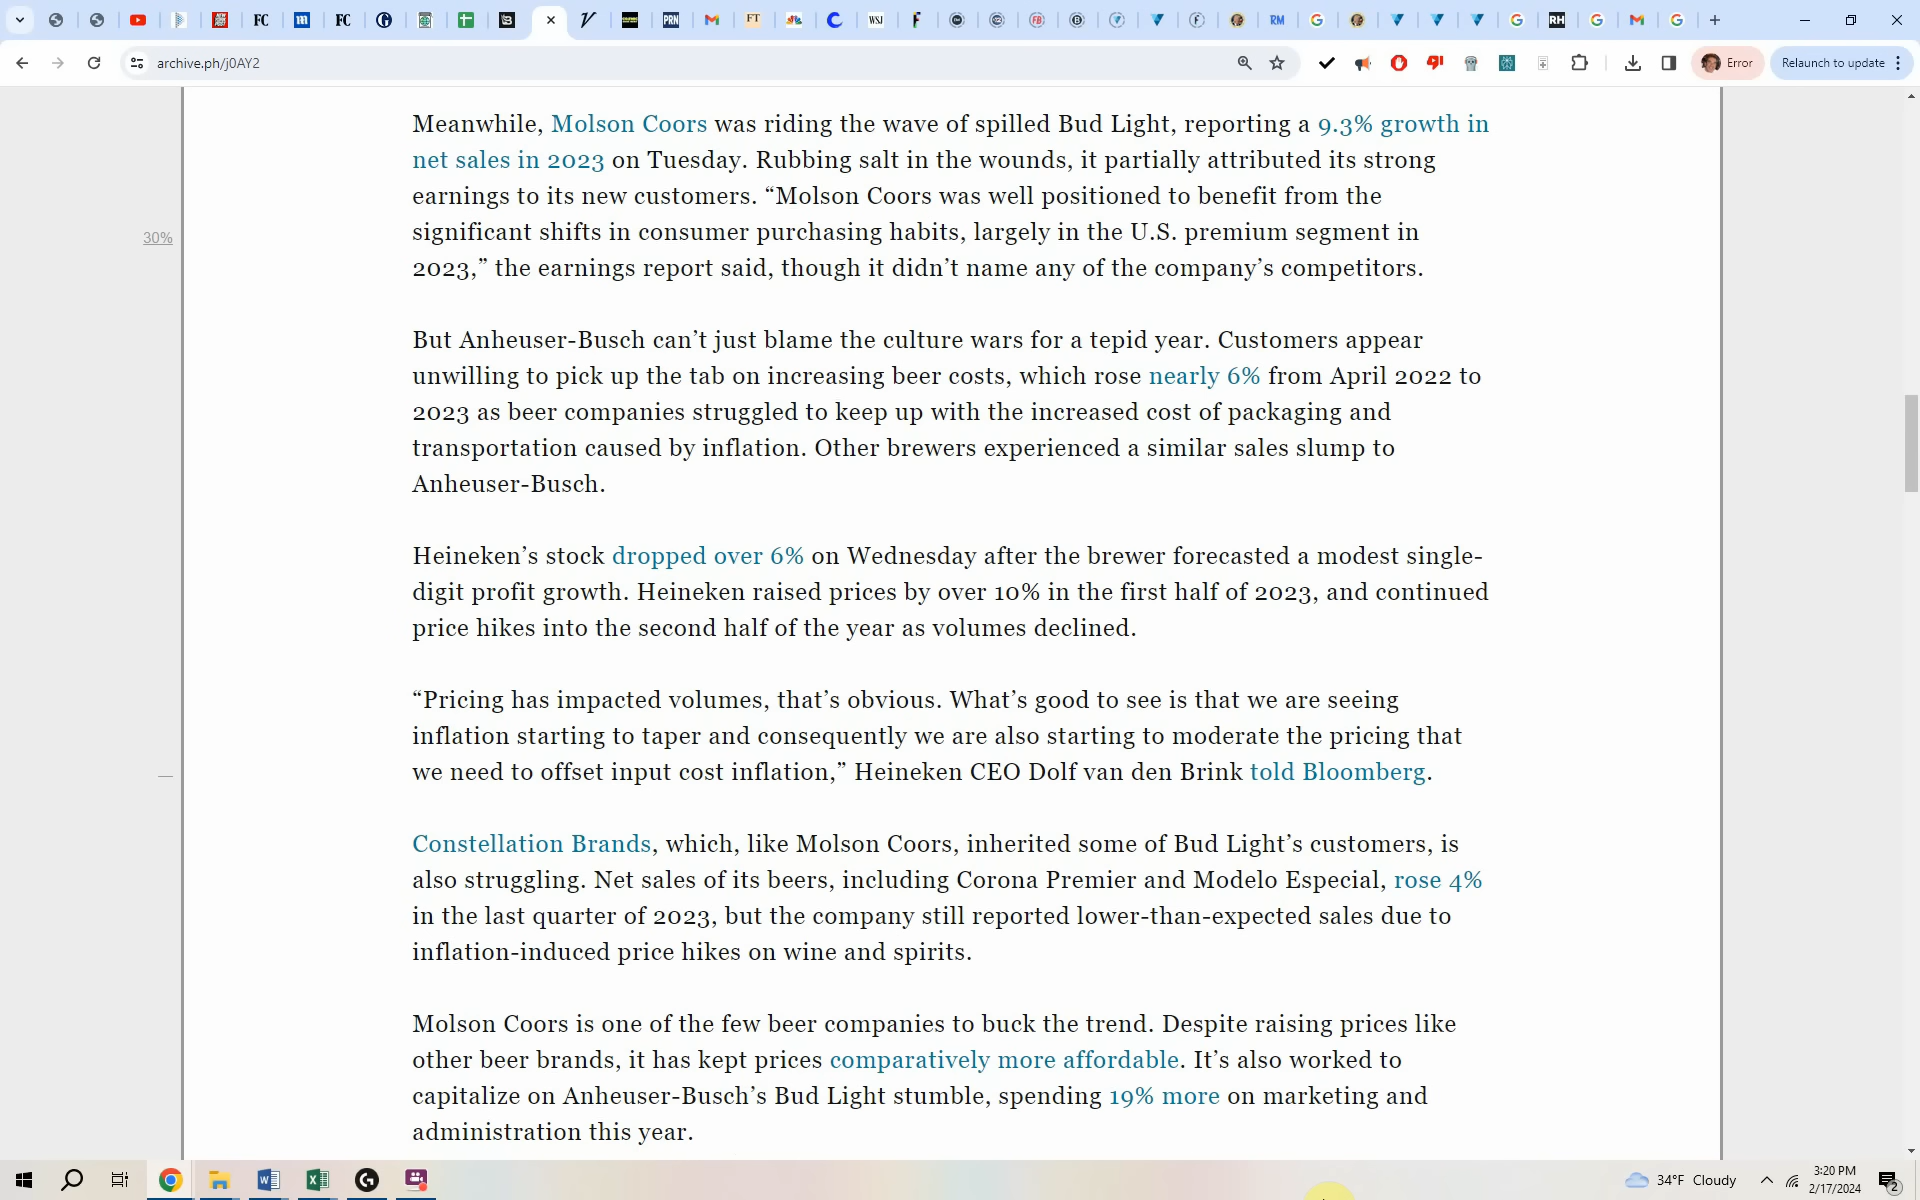 FC
m
FC
PRN
FT
WSJ
FB
RM
RH
archive.ph/j0AY2
Error
Relaunch to update
Meanwhile, Molson Coors was riding the wave of spilled Bud Light, reporting a 9.3% growth in
net sales in 2023 on Tuesday. Rubbing salt in the wounds, it partially attributed its strong
earnings to its new customers. “Molson Coors was well positioned to benefit from the
significant shifts in consumer purchasing habits, largely in the U.S. premium segment in
30%
2023,” the earnings report said, though it didn’t name any of the company’s competitors.
But Anheuser-Busch can’t just blame the culture wars for a tepid year. Customers appear
unwilling to pick up the tab on increasing beer costs, which rose nearly 6% from April 2022 to
2023 as beer companies struggled to keep up with the increased cost of packaging and
transportation caused by inflation. Other brewers experienced a similar sales slump to
Anheuser-Busch.
Heineken’s stock dropped over 6% on Wednesday after the brewer forecasted a modest single-
digit profit growth. Heineken raised prices by over 10% in the first half of 2023, and continued
price hikes into the second half of the year as volumes declined.
“Pricing has impacted volumes, that’s obvious. What’s good to see is that we are seeing
inflation starting to taper and consequently we are also starting to moderate the pricing that
we need to offset input cost inflation,” Heineken CEO Dolf van den Brink told Bloomberg.
Constellation Brands, which, like Molson Coors, inherited some of Bud Light’s customers, is
also struggling. Net sales of its beers, including Corona Premier and Modelo Especial, rose 4%
in the last quarter of 2023, but the company still reported lower-than-expected sales due to
inflation-induced price hikes on wine and spirits.
Molson Coors is one of the few beer companies to buck the trend. Despite raising prices like
other beer brands, it has kept prices comparatively more affordable. It’s also worked to
capitalize on Anheuser-Busch’s Bud Light stumble, spending 19% more on marketing and
administration this year.
34°F Cloudy
3:20 PM
2/17/2024
2